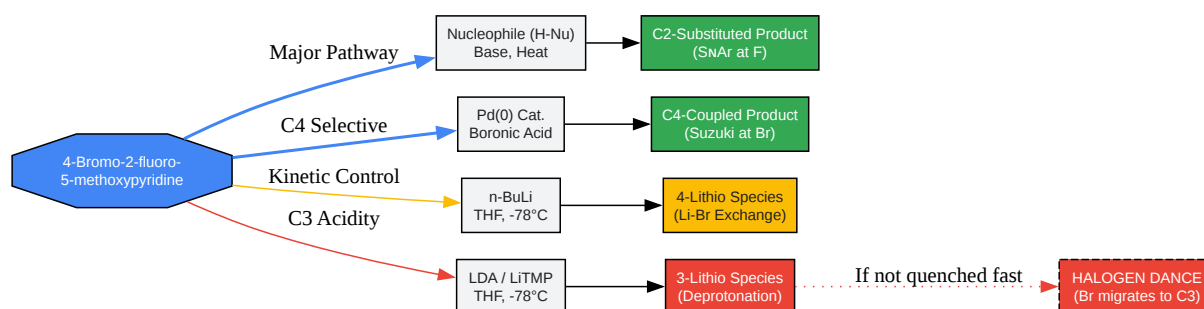 Major Pathway
Nucleophile (H-Nu)
Base, Heat
C2-Substituted Product
(SɴAr at F)
4-Bromo-2-fluoro-
5-methoxypyridine
C4 Selective
Pd(0) Cat.
Boronic Acid
C4-Coupled Product
(Suzuki at Br)
Kinetic Control
n-BuLi
THF, -78°C
4-Lithio Species
(Li-Br Exchange)
C3 Acidity
LDA / LiTMP
THF, -78°C
3-Lithio Species
(Deprotonation)
If not quenched fast
HALOGEN DANCE
(Br migrates to C3)